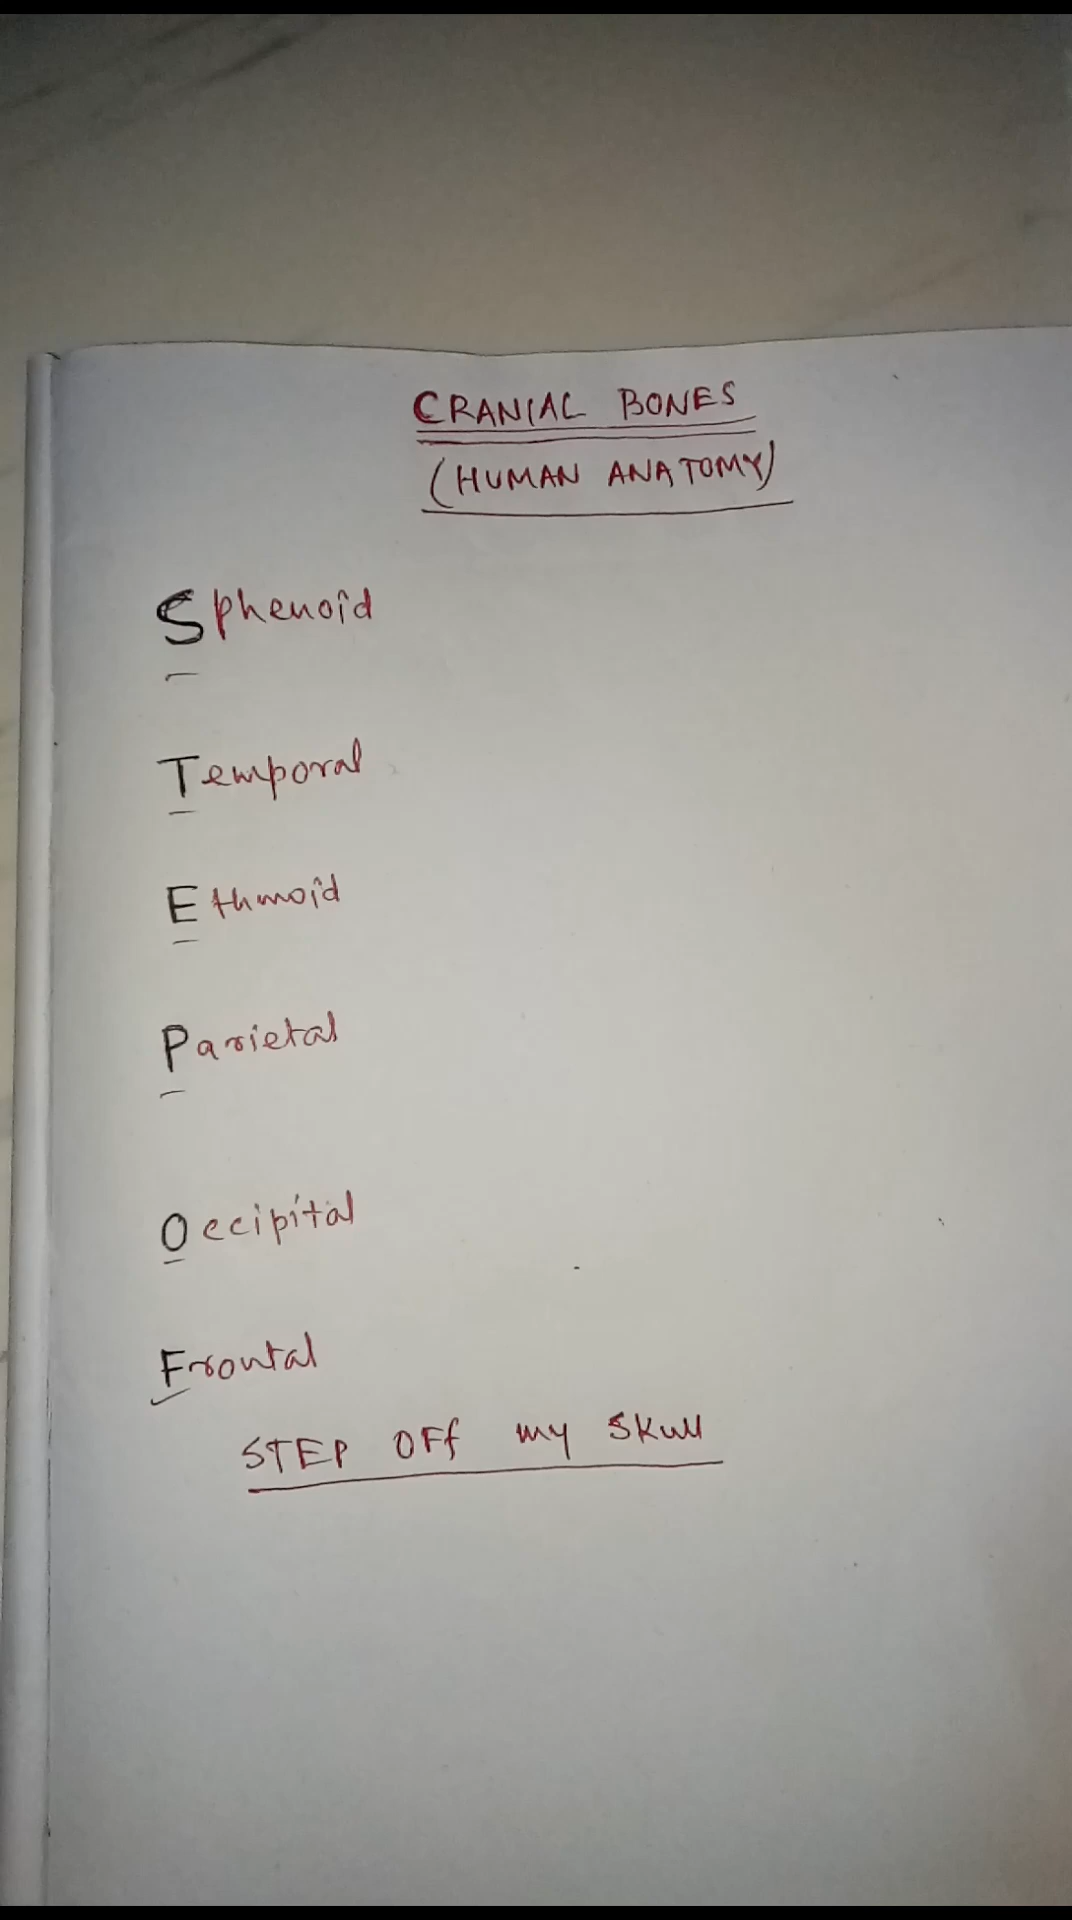 CRANIAL BONES
(HUMAN ANATOMY)
Sphenoid
Temporal
Ethmoid
Parietal
Occipital
Frontal
STEP OFf my Skull